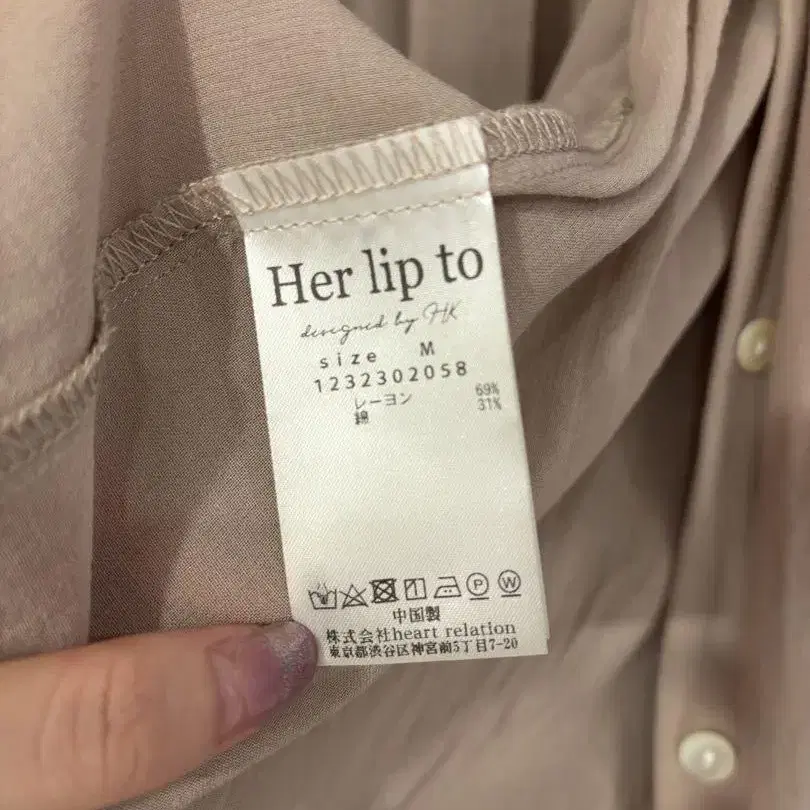 Her lip to
designed by HK
size M
1232302058
レーヨン 69%
綿 31%
P W
中国製
株式会社heart relation
東京都渋谷区神宮前5丁目7-20